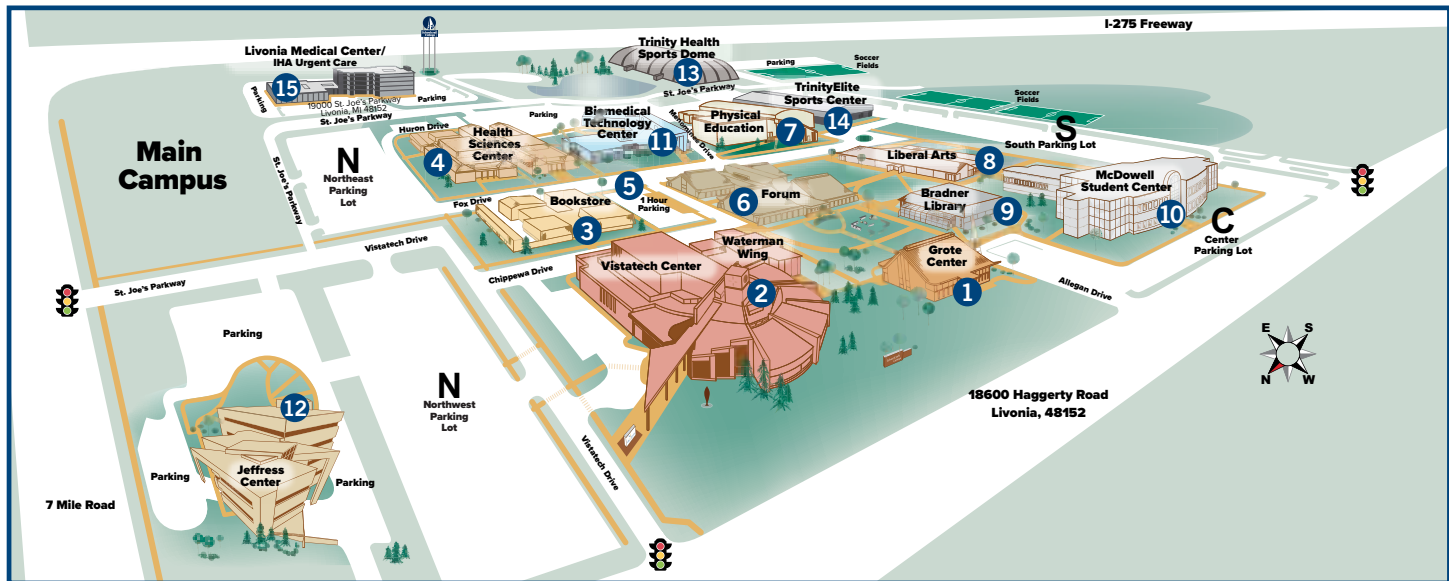 I-275 Freeway
Livonia Medical Center/
IHA Urgent Care
15
19000 St. Joe's Parkway
Livonia, MI 48152
Parking
Parking
St. Joe's Parkway
Trinity Health
Sports Dome
13
Parking
Soccer
Fields
St. Joe's Parkway
TrinityElite
Sports Center
14
Soccer
Fields
S
South Parking Lot
Main
Campus
N
Northeast
Parking
Lot
St. Joe's Parkway
Huron Drive
Health
Sciences
Center
4
Parking
Biomedical
Technology
Center
11
Physical
Education
7
Liberal Arts
8
McDowell
Student Center
10
C
Center
Parking Lot
Bradner
Library
9
Forum
6
5
1 Hour
Parking
Fox Drive
Bookstore
3
Vistatech Drive
Chippewa Drive
St. Joe's Parkway
Waterman
Wing
Vistatech Center
2
Grote
Center
1
Allegan Drive
E
S
N
W
Parking
N
Northwest
Parking
Lot
12
Jeffress
Center
Parking
Parking
7 Mile Road
Vistatech Drive
18600 Haggerty Road
Livonia, 48152